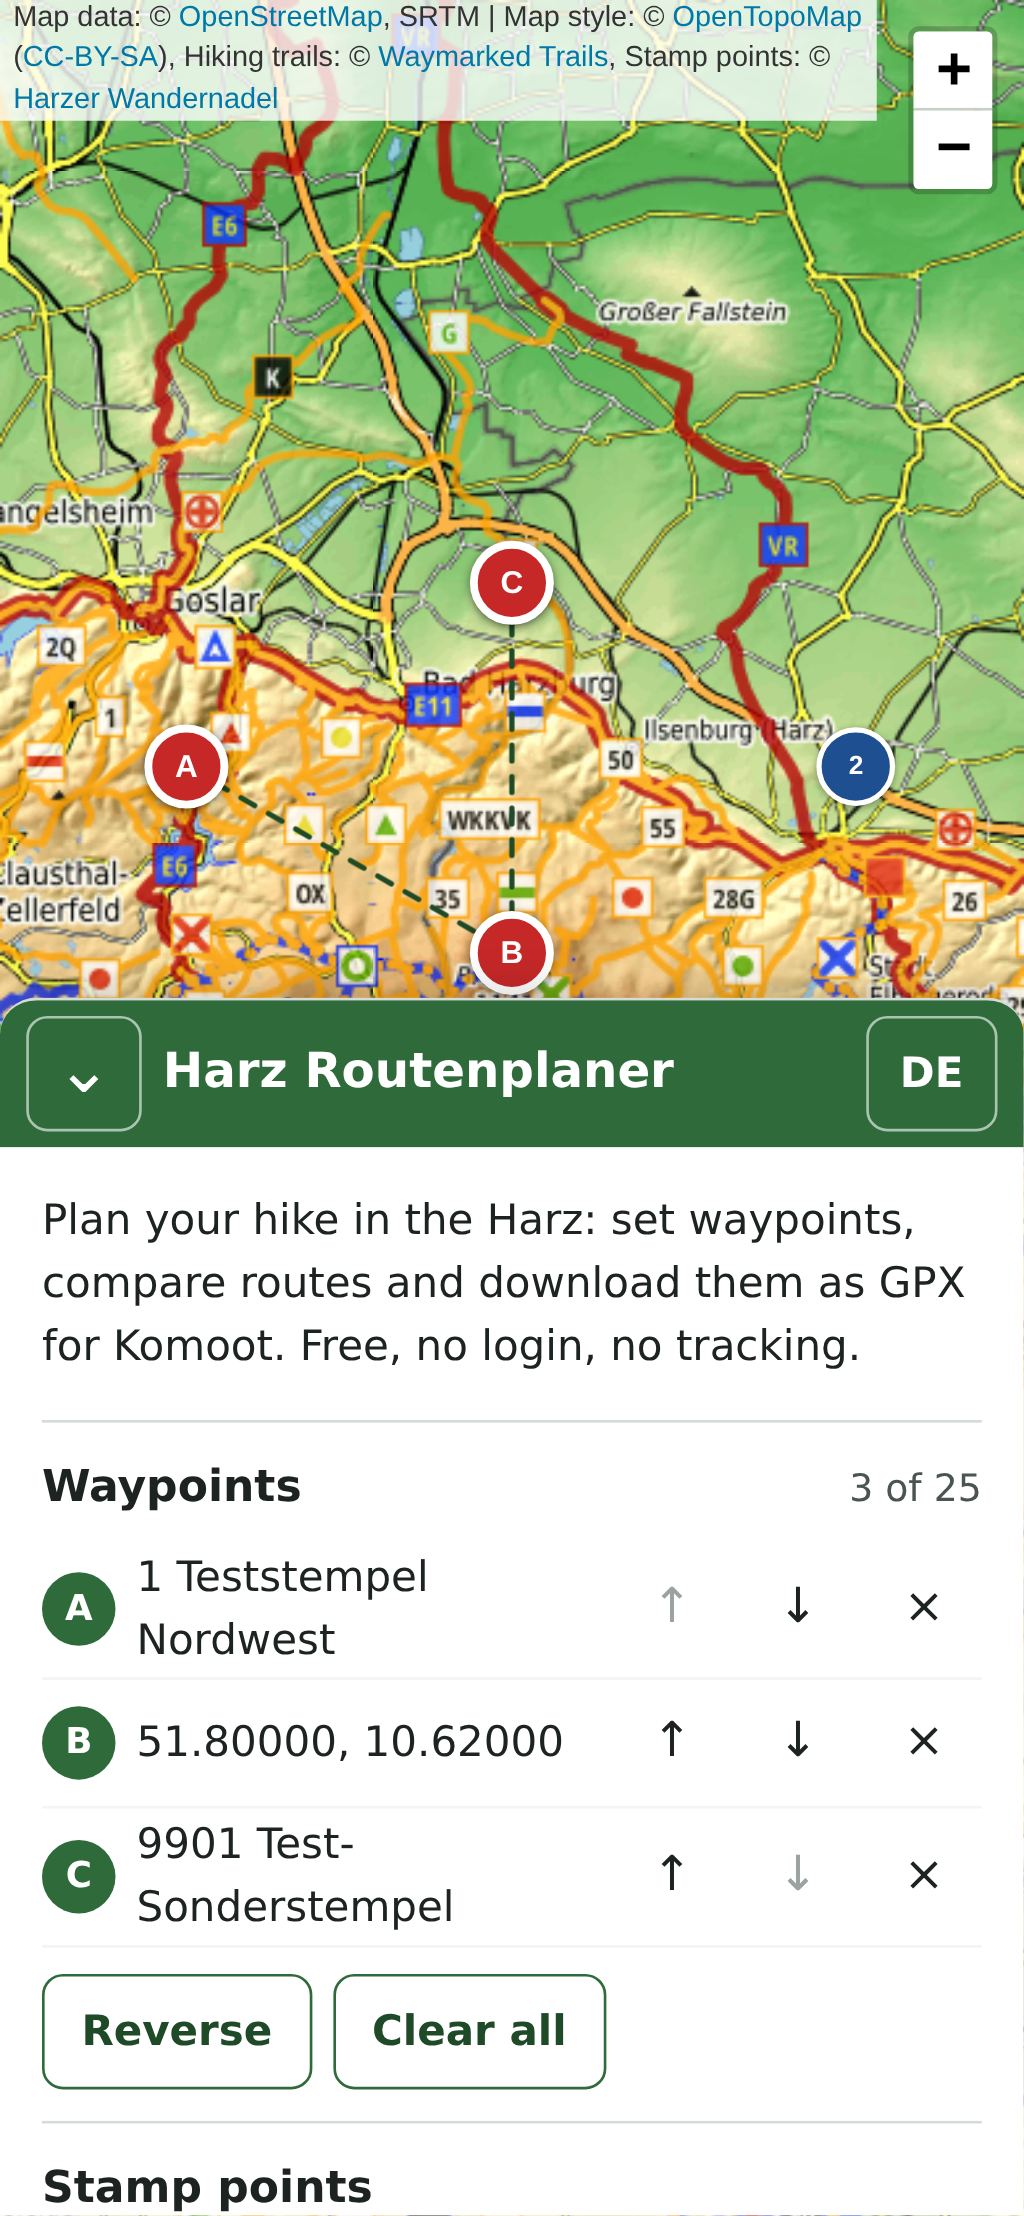 Map data: © OpenStreetMap, SRTM | Map style: © OpenTopoMap
(CC-BY-SA), Hiking trails: © Waymarked Trails, Stamp points: ©
Harzer Wandernadel
+
−
VR
E6
Großer Fallstein
G
K
angelsheim
VR
C
Goslar
2Q
E11
1
Ilsenburg (Harz)
50
A
2
WKKVK
55
E6
OX
35
28G
26
B
DE
Harz Routenplaner
Plan your hike in the Harz: set waypoints,
compare routes and download them as GPX
for Komoot. Free, no login, no tracking.
Waypoints
3 of 25
A
1 Teststempel
Nordwest
↑ ↓ ×
B
51.80000, 10.62000
↑ ↓ ×
C
9901 Test-
Sonderstempel
↑ ↓ ×
Reverse
Clear all
Stamp points